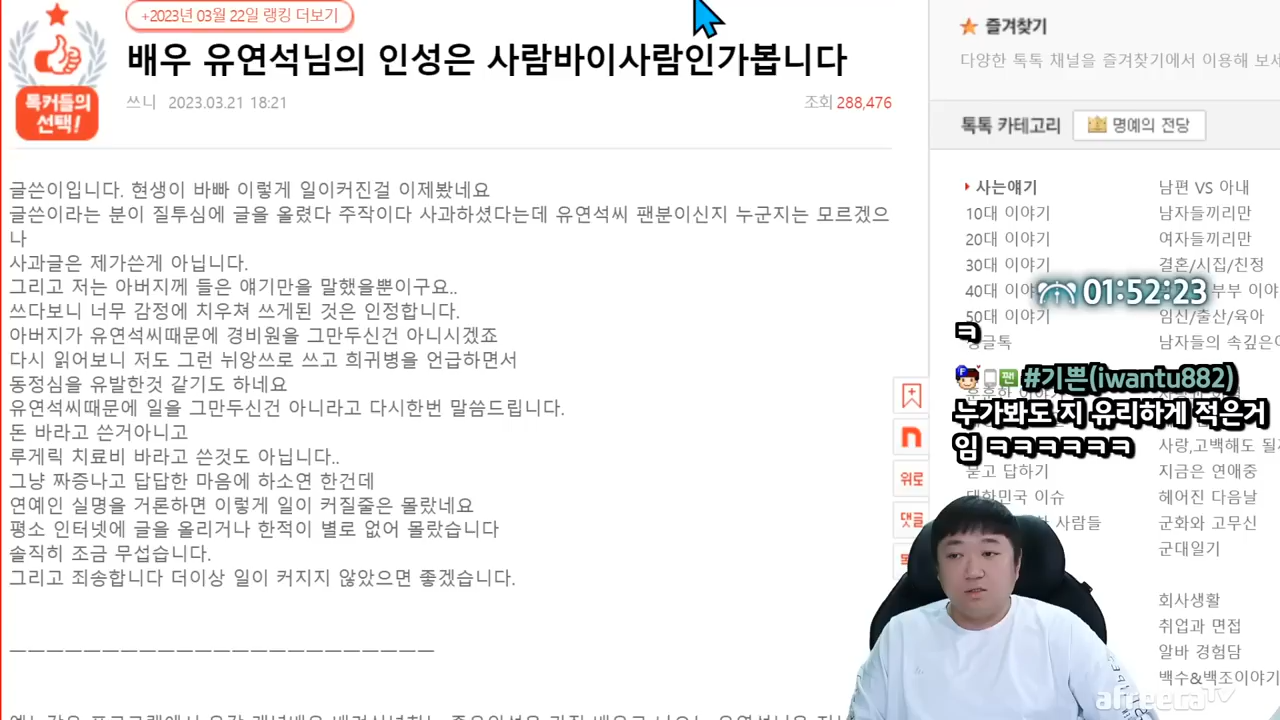 +2023년 03월 22일 랭킹 더보기
톡커들의
선택!
배우 유연석님의 인성은 사람바이사람인가봅니다
쓰니 2023.03.21 18:21
조회 288,476
글쓴이입니다. 현생이 바빠 이렇게 일이커진걸 이제봤네요
글쓴이라는 분이 질투심에 글을 올렸다 주작이다 사과하셨다는데 유연석씨 팬분이신지 누군지는 모르겠으
나
사과글은 제가쓴게 아닙니다.
그리고 저는 아버지께 들은 얘기만을 말했을뿐이구요..
쓰다보니 너무 감정에 치우쳐 쓰게된 것은 인정합니다.
아버지가 유연석씨때문에 경비원을 그만두신건 아니시겠죠
다시 읽어보니 저도 그런 뉘앙쓰로 쓰고 희귀병을 언급하면서
동정심을 유발한것 같기도 하네요
유연석씨때문에 일을 그만두신건 아니라고 다시한번 말씀드립니다.
돈 바라고 쓴거아니고
루게릭 치료비 바라고 쓴것도 아닙니다..
그냥 짜증나고 답답한 마음에 하소연 한건데
연예인 실명을 거론하면 이렇게 일이 커질줄은 몰랐네요
평소 인터넷에 글을 올리거나 한적이 별로 없어 몰랐습니다
솔직히 조금 무섭습니다.
그리고 죄송합니다 더이상 일이 커지지 않았으면 좋겠습니다.
위로
댓글
즐겨찾기
다양한 톡톡 채널을 즐겨찾기에서 이용해 보세
톡톡 카테고리
명예의 전당
사는얘기 남편 VS 아내
10대 이야기 남자들끼리만
20대 이야기 여자들끼리만
30대 이야기 결혼/시집/친정
40대 부부 이야
01:52:23
50대 이야기 임신/출산/육아
ㅋ
남자들의 속깊은
#기쁜(iwantu882)
누가봐도 지 유리하게 적은거
임 ㅋㅋㅋㅋㅋㅋ
사랑,고백해도 될
묻고 답하기 지금은 연애중
대한민국 이슈 헤어진 다음날
사람들 군화와 고무신
군대일기
회사생활
취업과 면접
알바 경험담
백수&백조이야기
afreecaTV